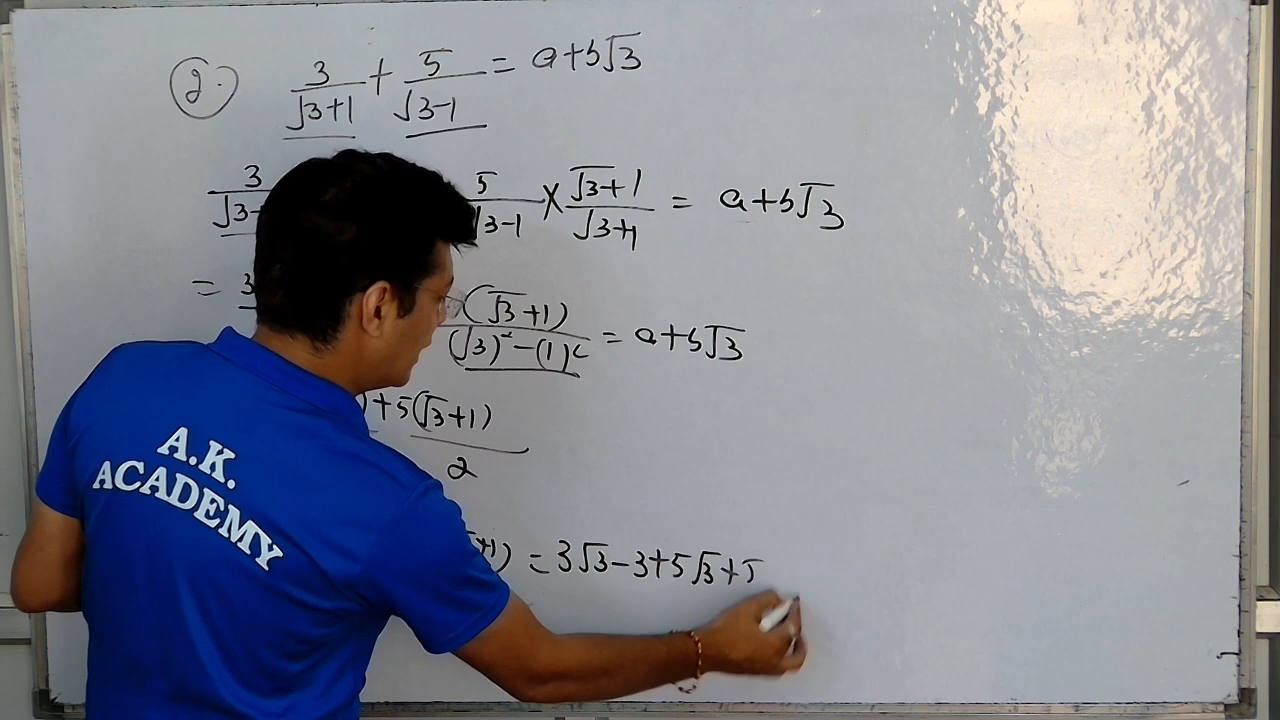 2. 3/√3+1 + 5/√3-1 = a+b√3
3/√3- 5/√3-1 × √3+1/√3+1 = a+b√3
= 3 (√3+1)/(√3)²-(1)² = a+b√3
)+5(√3+1)/2
+1) = 3√3-3+5√3+5
A.K.
ACADEMY